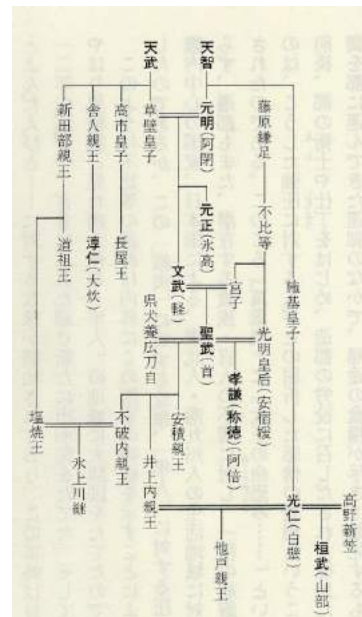 天智
天武
藤原鎌足
元明(阿閉)
草壁皇子
高市皇子
舎人親王
新田部親王
不比等
元正(氷高)
長屋王
淳仁(大炊)
道祖王
施基皇子
宮子
文武(軽)
光明皇后(安宿媛)
聖武(首)
県犬養広刀自
孝謙(称徳)(阿倍)
安積親王
不破内親王
井上内親王
塩焼王
氷上川継
高野新笠
光仁(白壁)
桓武(山部)
他戸親王